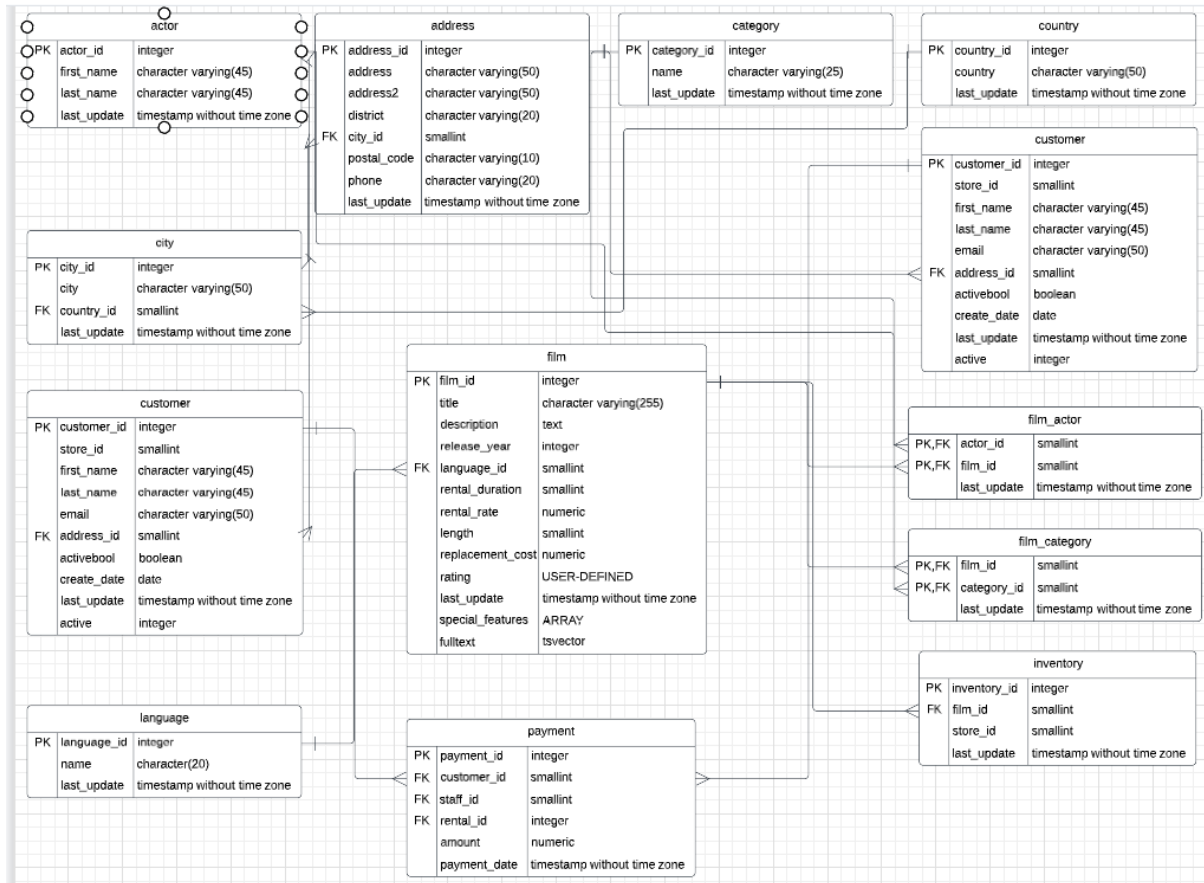 actor
PK actor_id integer
first_name character varying(45)
last_name character varying(45)
last_update timestamp without time zone
address
PK address_id integer
address character varying(50)
address2 character varying(50)
district character varying(20)
FK city_id smallint
postal_code character varying(10)
phone character varying(20)
last_update timestamp without time zone
category
PK category_id integer
name character varying(25)
last_update timestamp without time zone
country
PK country_id integer
country character varying(50)
last_update timestamp without time zone
customer
PK customer_id integer
store_id smallint
first_name character varying(45)
last_name character varying(45)
email character varying(50)
FK address_id smallint
activebool boolean
create_date date
last_update timestamp without time zone
active integer
city
PK city_id integer
city character varying(50)
FK country_id smallint
last_update timestamp without time zone
film
PK film_id integer
title character varying(255)
description text
release_year integer
FK language_id smallint
rental_duration smallint
rental_rate numeric
length smallint
replacement_cost numeric
rating USER-DEFINED
last_update timestamp without time zone
special_features ARRAY
fulltext tsvector
customer
PK customer_id integer
store_id smallint
first_name character varying(45)
last_name character varying(45)
email character varying(50)
FK address_id smallint
activebool boolean
create_date date
last_update timestamp without time zone
active integer
film_actor
PK,FK actor_id smallint
PK,FK film_id smallint
last_update timestamp without time zone
film_category
PK,FK film_id smallint
PK,FK category_id smallint
last_update timestamp without time zone
inventory
PK inventory_id integer
FK film_id smallint
store_id smallint
last_update timestamp without time zone
language
PK language_id integer
name character(20)
last_update timestamp without time zone
payment
PK payment_id integer
FK customer_id smallint
FK staff_id smallint
FK rental_id integer
amount numeric
payment_date timestamp without time zone